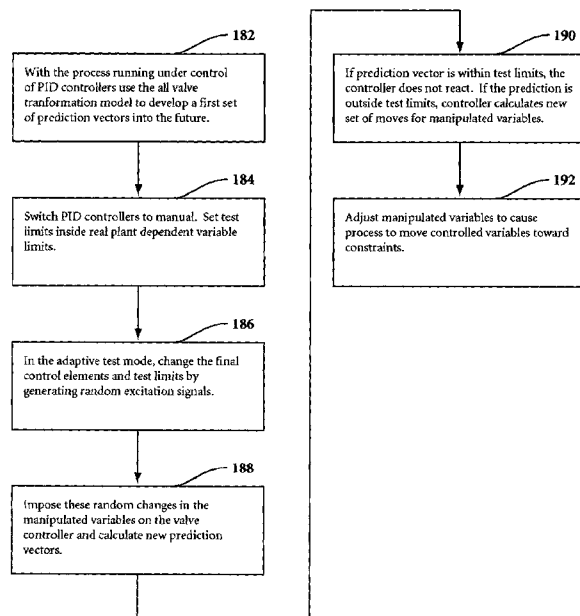 182
With the process running under control
of PID controllers use the all valve
tranformation model to develop a first set
of prediction vectors into the future.
184
Switch PID controllers to manual. Set test
limits inside real plant dependent variable
limits.
186
In the adaptive test mode, change the final
control elements and test limits by
generating random excitation signals.
188
Impose these random changes in the
manipulated variables on the valve
controller and calculate new prediction
vectors.
190
If prediction vector is within test limits, the
controller does not react. If the prediction is
outside test limits, controller calculates new
set of moves for manipulated variables.
192
Adjust manipulated variables to cause
process to move controlled variables toward
constraints.